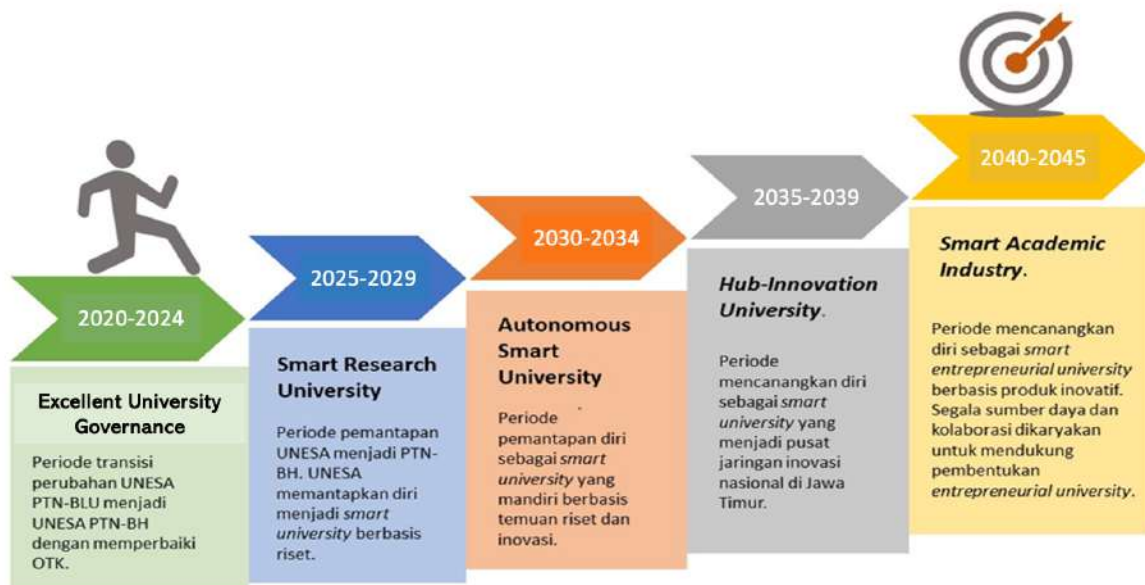 2020-2024
Excellent University
Governance
Periode transisi
perubahan UNESA
PTN-BLU menjadi
UNESA PTN-BH
dengan memperbaiki
OTK.
2025-2029
Smart Research
University
Periode pemantapan
UNESA menjadi PTN-
BH. UNESA
memantapkan diri
menjadi smart
university berbasis
riset.
2030-2034
Autonomous
Smart
University
Periode
pemantapan diri
sebagai smart
university yang
mandiri berbasis
temuan riset dan
inovasi.
2035-2039
Hub-Innovation
University.
Periode
mencanangkan diri
sebagai smart
university yang
menjadi pusat
jaringan inovasi
nasional di Jawa
Timur.
2040-2045
Smart Academic
Industry.
Periode mencanangkan
diri sebagai smart
entrepreneurial university
berbasis produk inovatif.
Segala sumber daya dan
kolaborasi dikaryakan
untuk mendukung
pembentukan
entrepreneurial university.